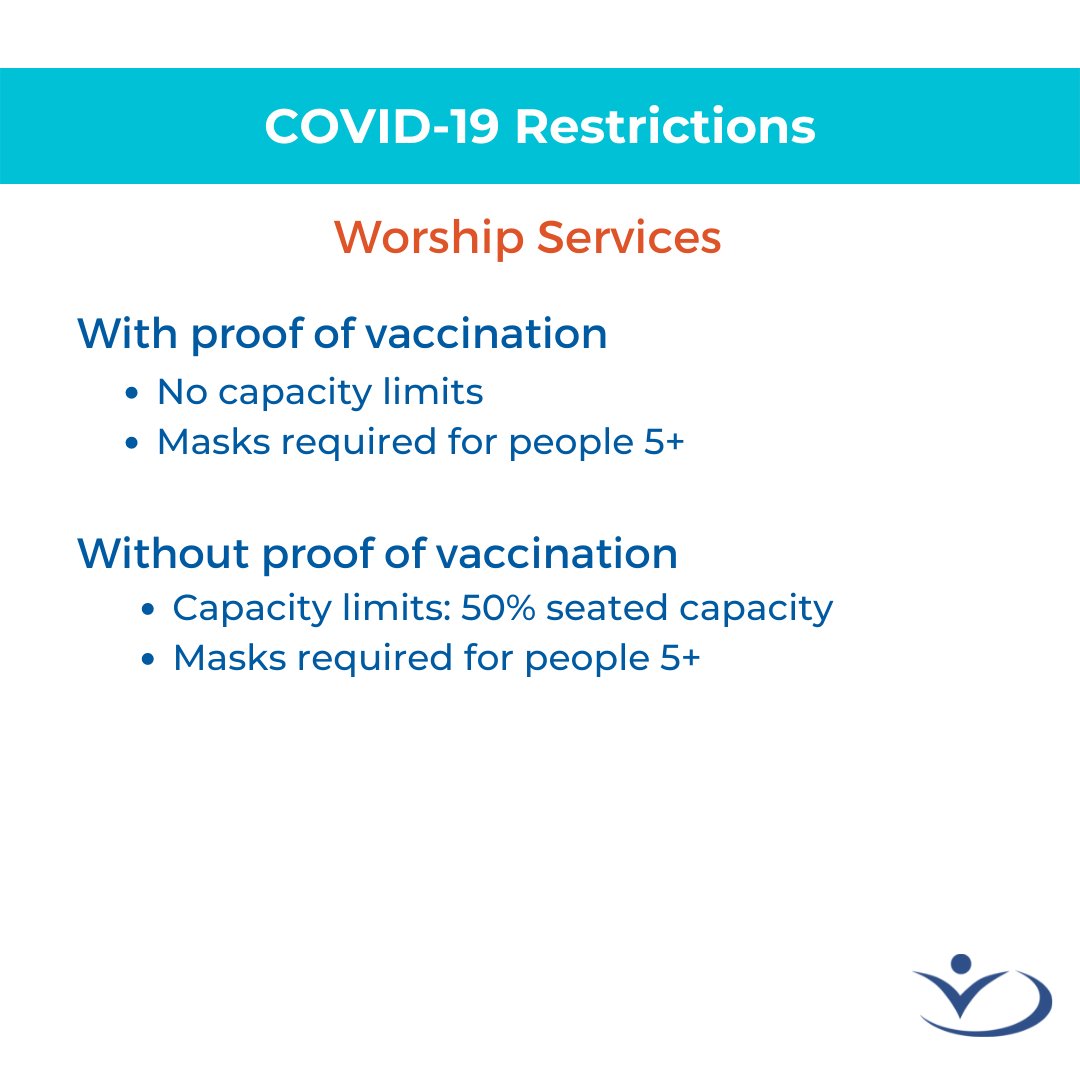 COVID-19 Restrictions
Worship Services
With proof of vaccination
• No capacity limits
• Masks required for people 5+
Without proof of vaccination
• Capacity limits: 50% seated capacity
• Masks required for people 5+